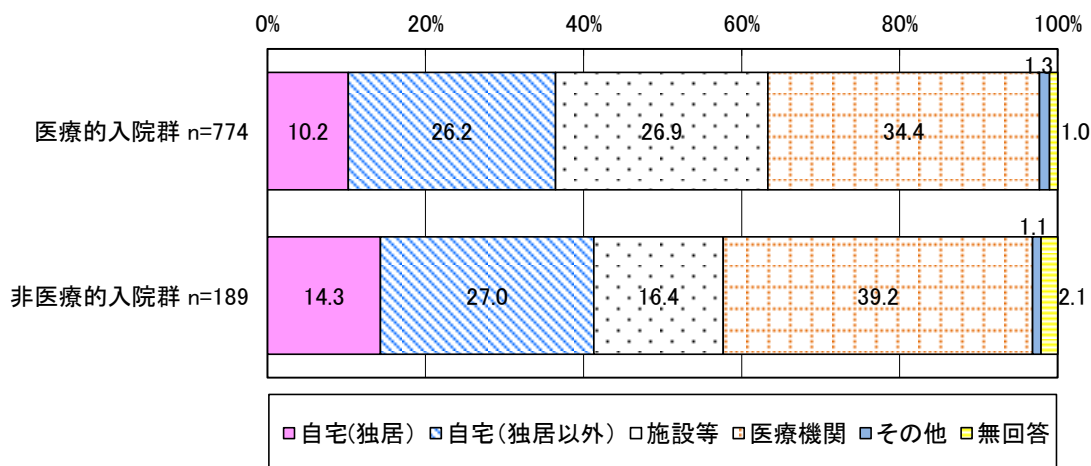 0% 20% 40% 60% 80% 100%
1.3
医療的入院群 n=774 10.2 26.2 26.9 34.4 1.0
1.1
非医療的入院群 n=189 14.3 27.0 16.4 39.2 2.1
自宅(独居) 自宅(独居以外) 施設等 医療機関 その他 無回答